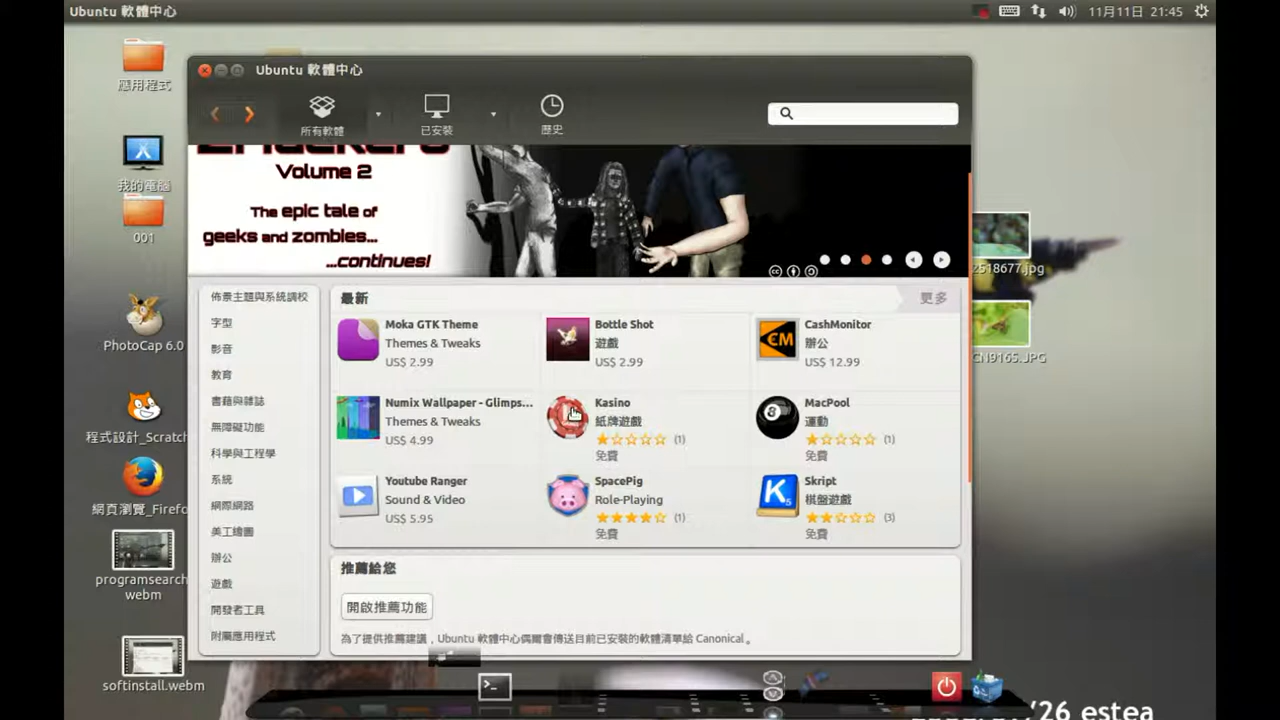 Ubuntu 軟體中心
11月11日 21:45
應用程式
我的電腦
001
PhotoCap 6.0
程式設計_Scratch
網頁瀏覽_Firefo
programsearch
webm
softinstall.webm
Ubuntu 軟體中心
所有軟體
已安裝
歷史
Volume 2
The epic tale of
geeks and zombies...
...continues!
佈景主題與系統調校
字型
影音
教育
書籍與雜誌
無障礙功能
科學與工程學
系統
網際網路
美工繪圖
辦公
遊戲
開發者工具
附屬應用程式
最新
更多
Moka GTK Theme
Themes & Tweaks
US$ 2.99
Bottle Shot
遊戲
US$ 2.99
CashMonitor
辦公
US$ 12.99
Numix Wallpaper - Glimps...
Themes & Tweaks
US$ 4.99
Kasino
紙牌遊戲
(1)
免費
MacPool
運動
(1)
免費
Youtube Ranger
Sound & Video
US$ 5.95
SpacePig
Role-Playing
(1)
免費
Skript
棋盤遊戲
(3)
免費
推薦給您
開啟推薦功能
為了提供推薦建議，Ubuntu 軟體中心偶爾會傳送目前已安裝的軟體清單給 Canonical。
2518677.jpg
CN9165.JPG
/26 estea